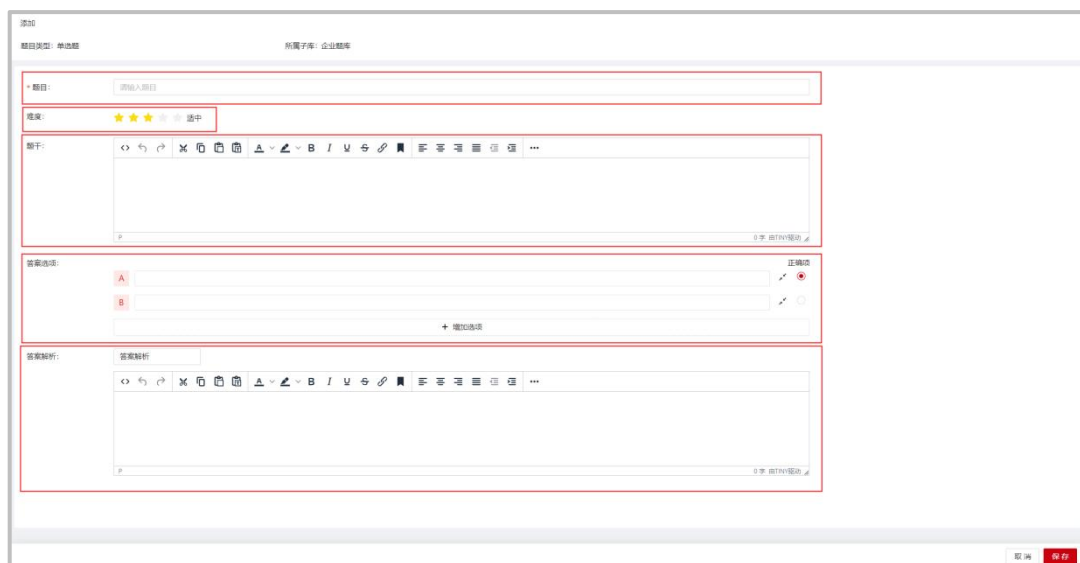 添加
题目类型: 单选题 所属子库: 企业题库
* 题目: 请输入题目
难度: 适中
题干:
A B I U S ...
P 0 字 由TINY驱动
答案选项: 正确项
A
B
+ 增加选项
答案解析: 答案解析
A B I U S ...
P 0 字 由TINY驱动
取消 保存